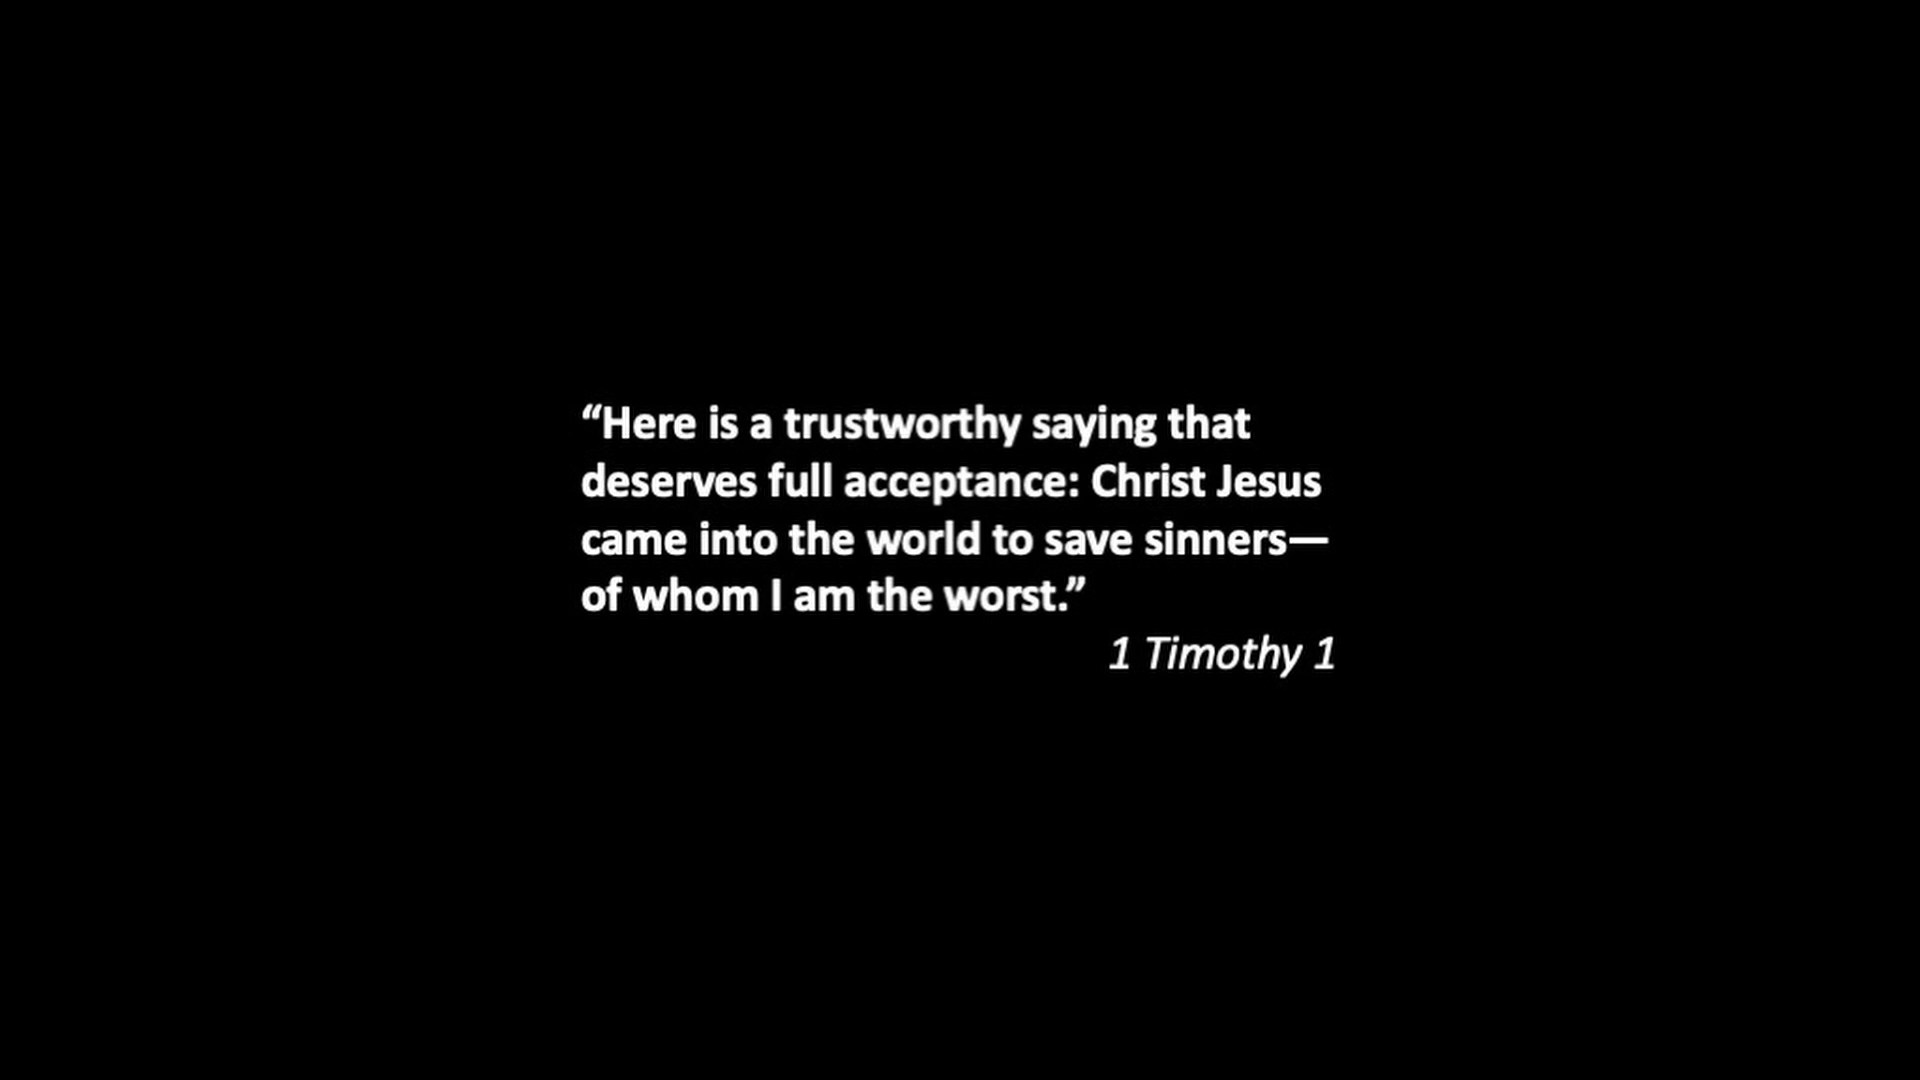 “Here is a trustworthy saying that
deserves full acceptance: Christ Jesus
came into the world to save sinners—
of whom I am the worst.”
1 Timothy 1